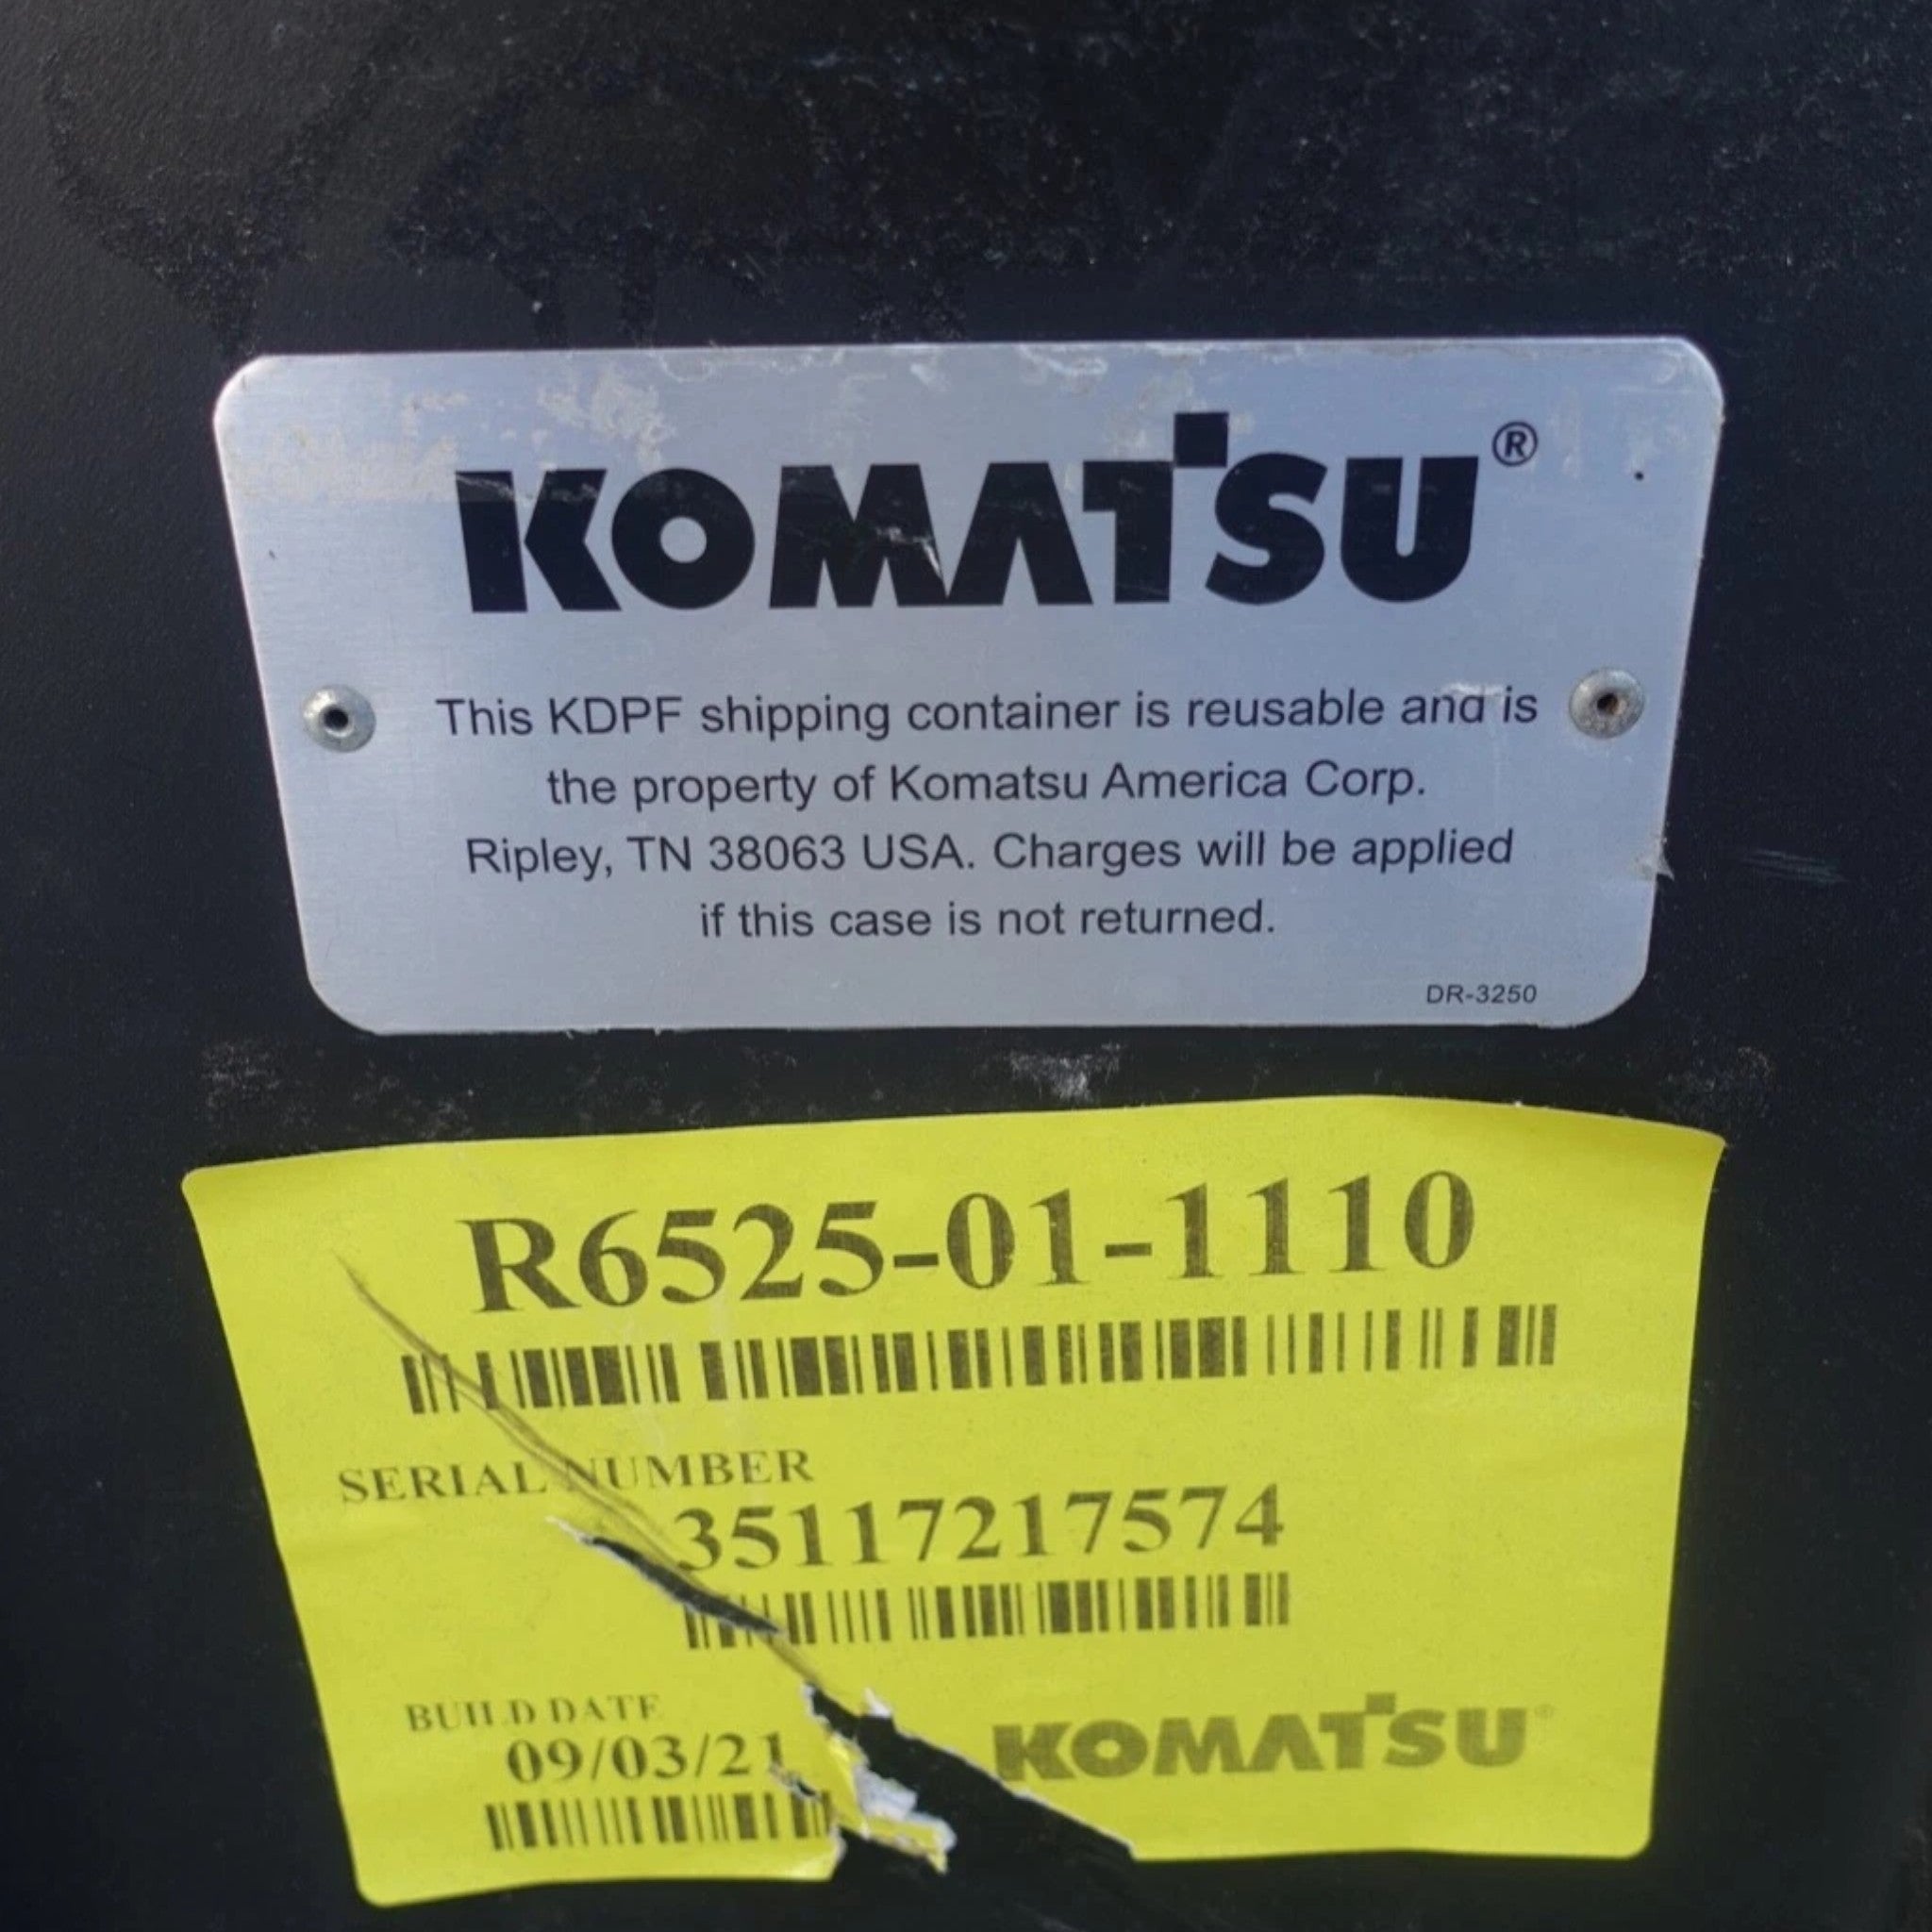 KOMATSU®
This KDPF shipping container is reusable and is
the property of Komatsu America Corp.
Ripley, TN 38063 USA. Charges will be applied
if this case is not returned.
DR-3250
R6525-01-1110
SERIAL NUMBER
35117217574
BUILD DATE
09/03/21
KOMATSU®